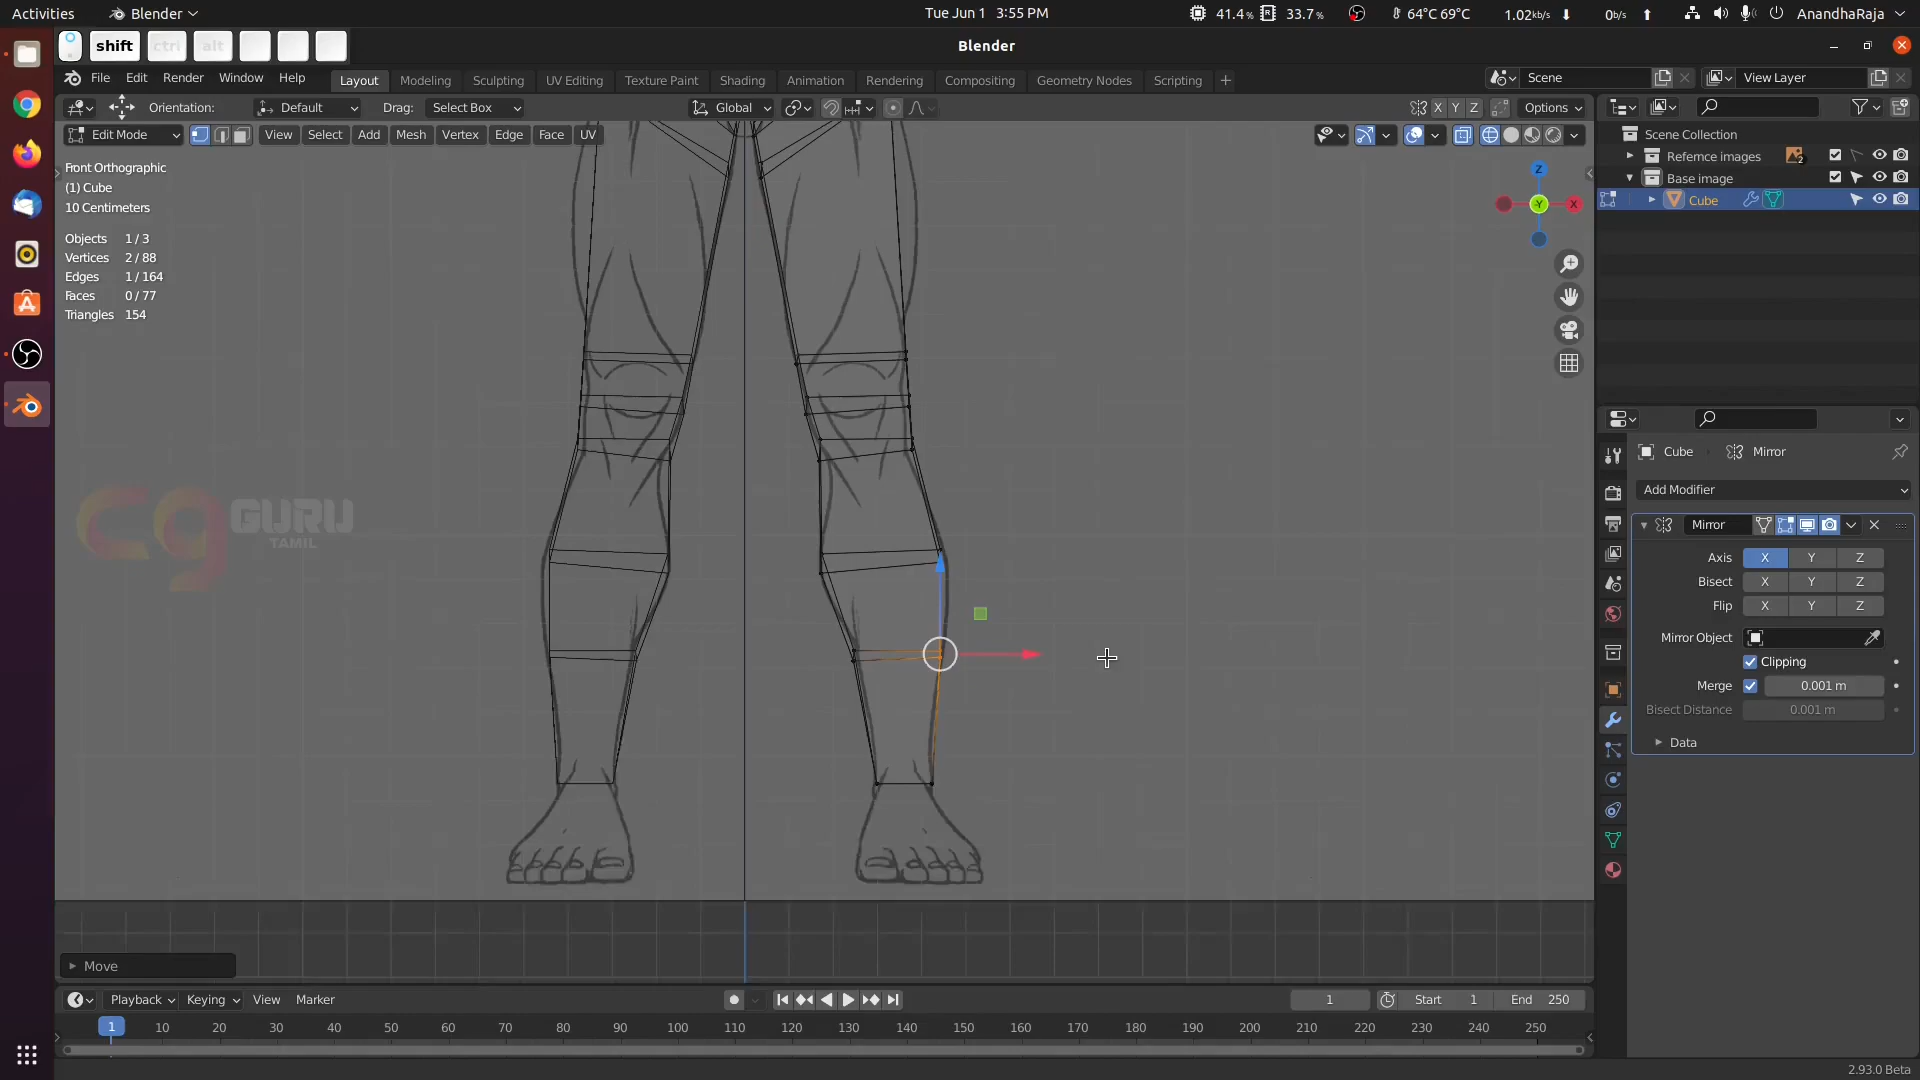 Activities Blender Tue Jun 1 3:55 PM 41.4% 33.7% 64°C 69°C 1.02kb/s 0b/s AnandhaRaja
shift ctrl alt Blender
File Edit Render Window Help Layout Modeling Sculpting UV Editing Texture Paint Shading Animation Rendering Compositing Geometry Nodes Scripting + Scene View Layer
Orientation: Default Drag: Select Box Global X Y Z Options
Edit Mode View Select Add Mesh Vertex Edge Face UV
Scene Collection
Refernce images 2
Base image
Cube
Front Orthographic
(1) Cube
10 Centimeters
Objects 1 / 3
Vertices 2 / 88
Edges 1 / 164
Faces 0 / 77
Triangles 154
Z
Y X
cg GURU
TAMIL
Cube Mirror
Add Modifier
Mirror
Axis X Y Z
Bisect X Y Z
Flip X Y Z
Mirror Object
Clipping
Merge 0.001 m
Bisect Distance 0.001 m
Data
Move
Playback Keying View Marker 1 Start 1 End 250
1 10 20 30 40 50 60 70 80 90 100 110 120 130 140 150 160 170 180 190 200 210 220 230 240 250
2.93.0 Beta